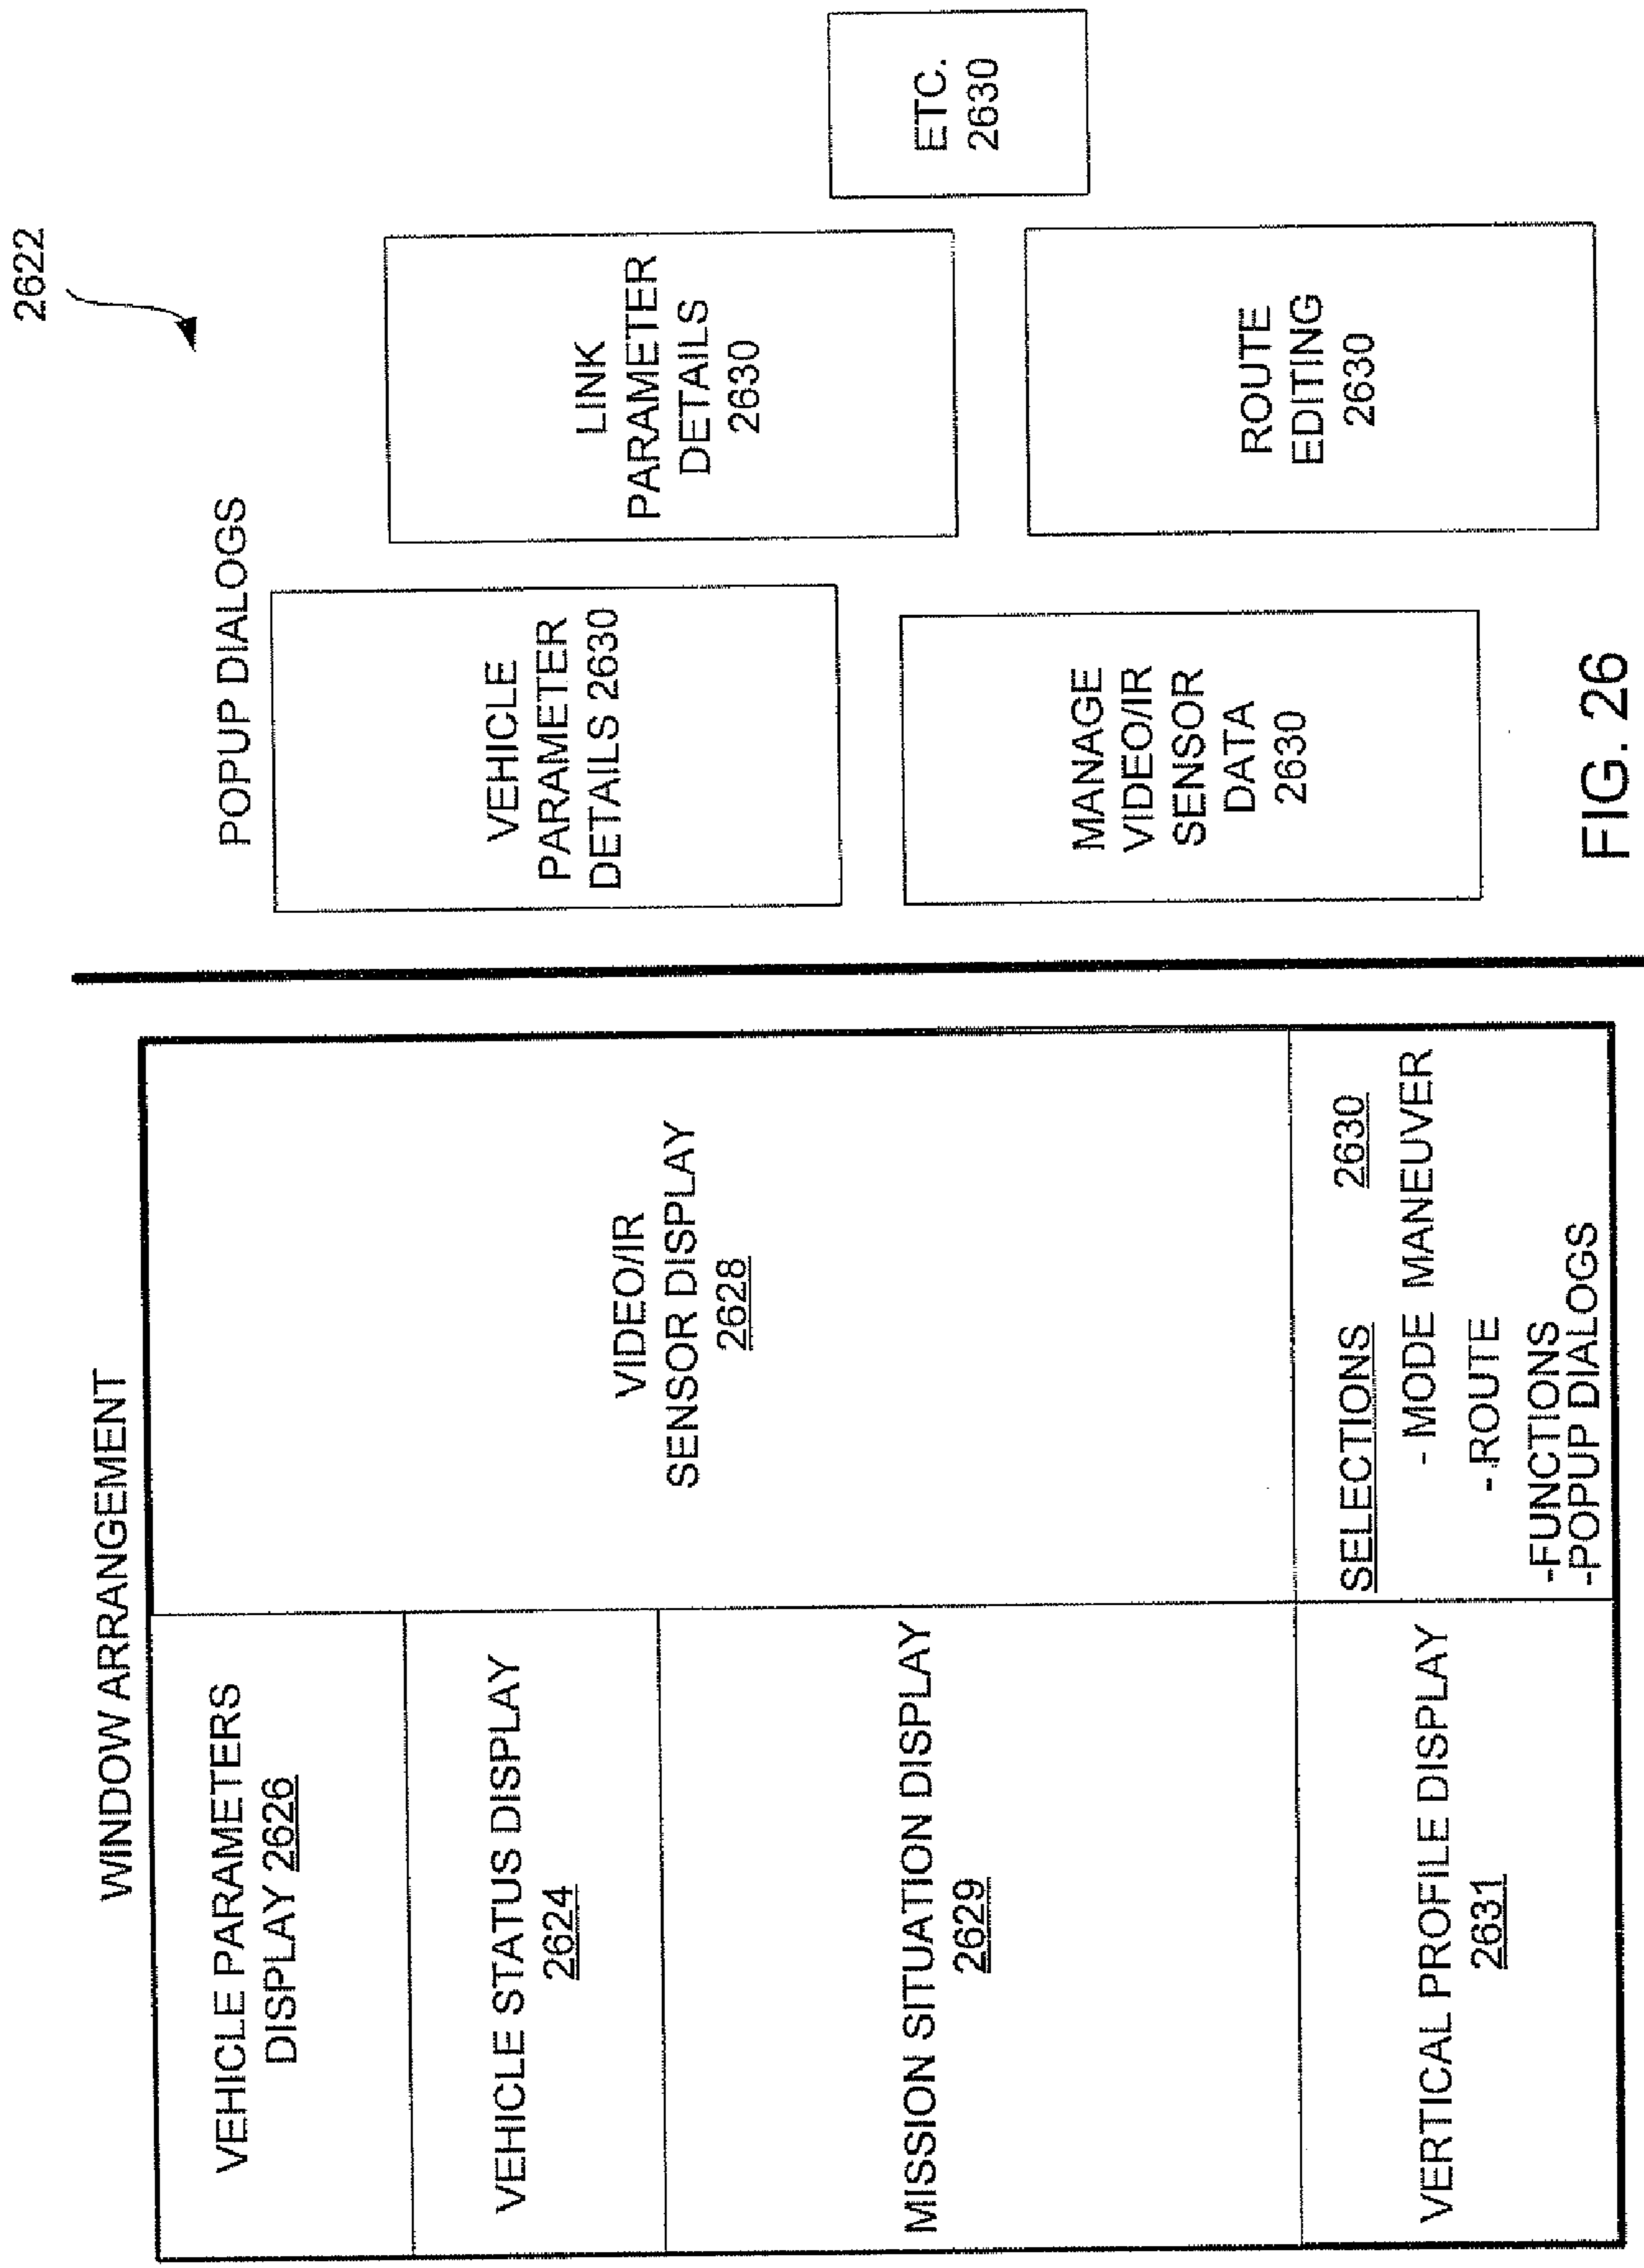 2622
WINDOW ARRANGEMENT
VEHICLE PARAMETERS
DISPLAY 2626
VEHICLE STATUS DISPLAY
2624
MISSION SITUATION DISPLAY
2629
VERTICAL PROFILE DISPLAY
2631
VIDEO/IR
SENSOR DISPLAY
2628
SELECTIONS 2630
- MODE MANEUVER
- ROUTE
-FUNCTIONS
-POPUP DIALOGS
POPUP DIALOGS
VEHICLE
PARAMETER
DETAILS 2630
LINK
PARAMETER
DETAILS
2630
MANAGE
VIDEO/IR
SENSOR
DATA
2630
ROUTE
EDITING
2630
ETC.
2630
FIG. 26